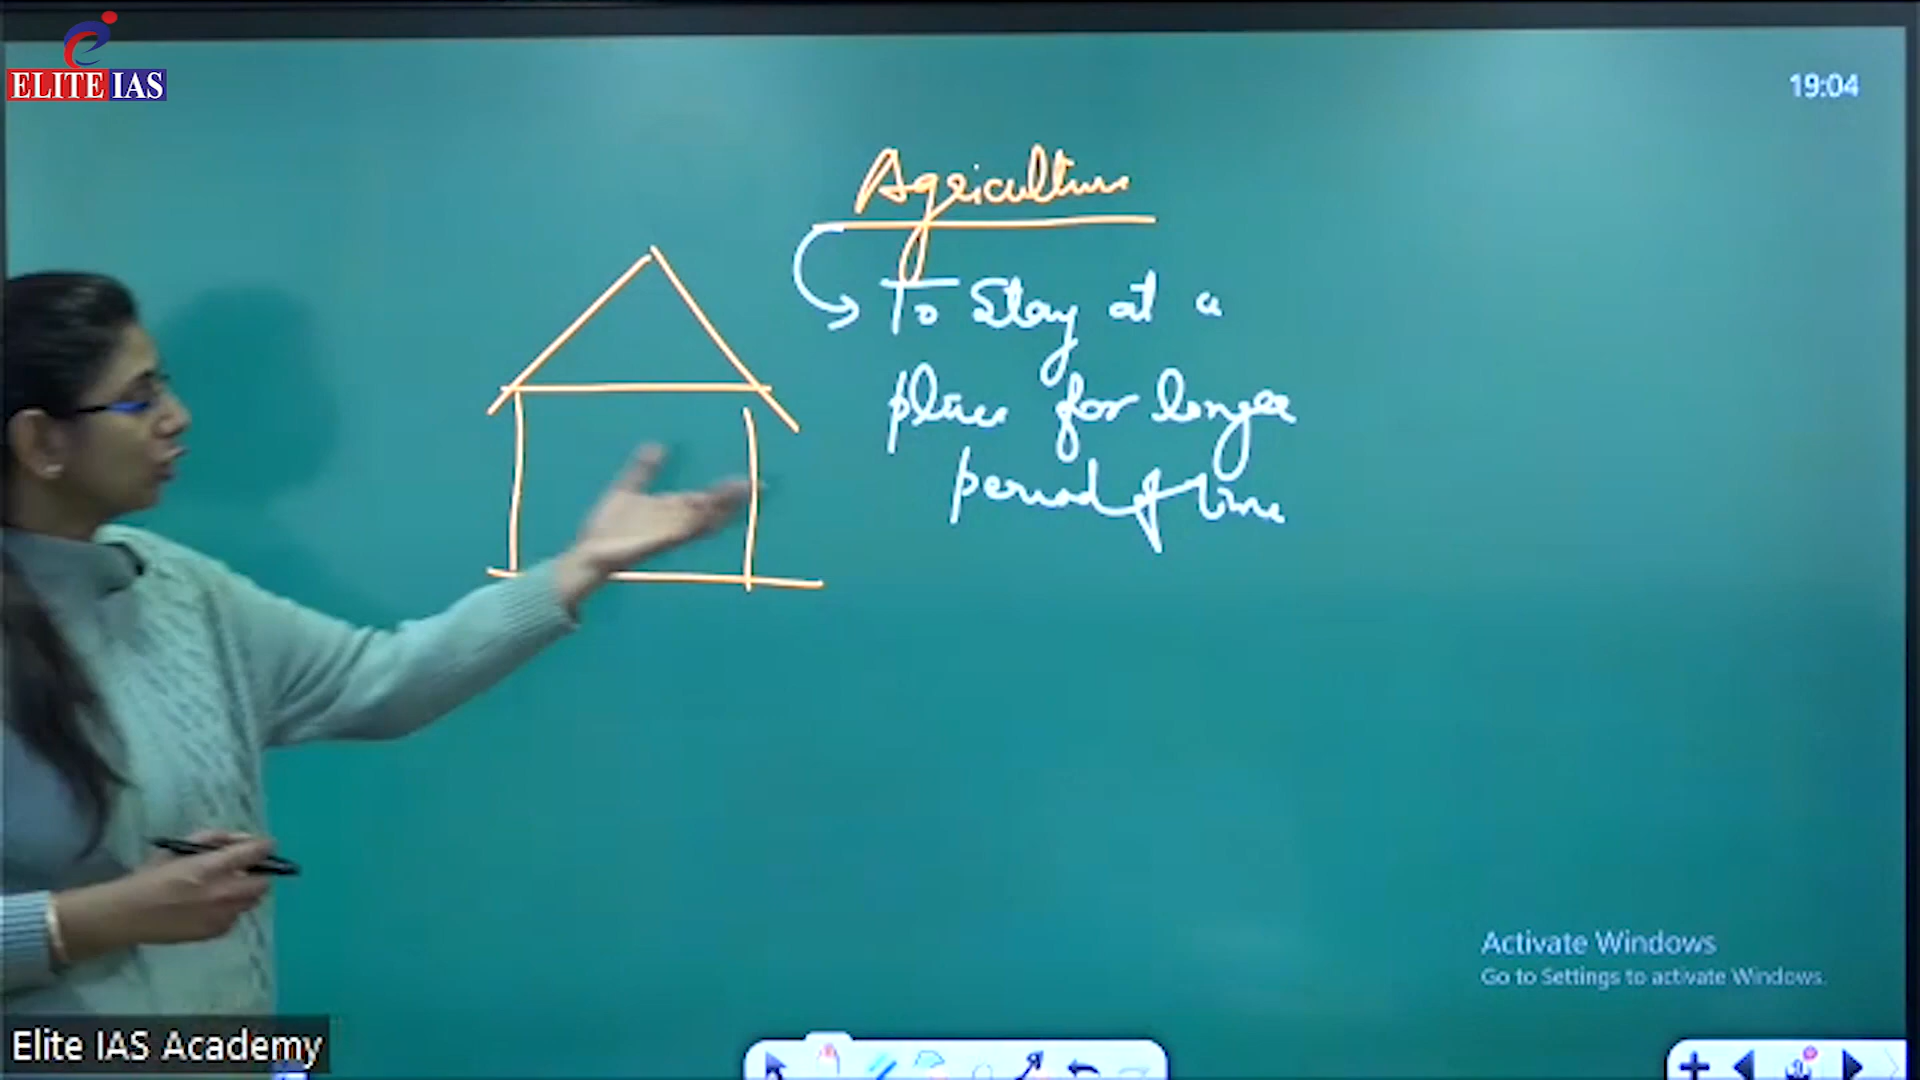 ELITE IAS
19:04
Agriculture
To Stay at a
place for longer
period of time
Activate Windows
Go to Settings to activate Windows.
Elite IAS Academy